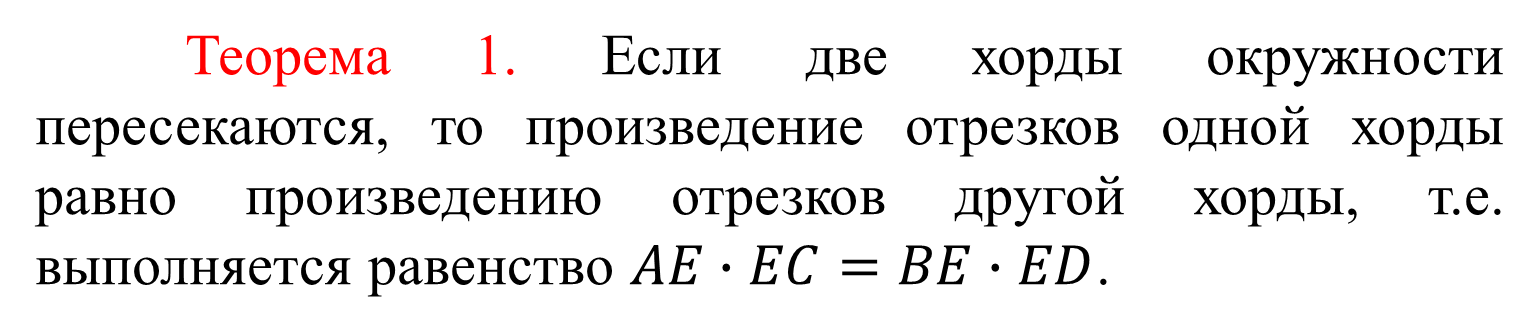 Теорема 1. Если две хорды окружности
пересекаются, то произведение отрезков одной хорды
равно произведению отрезков другой хорды, т.е.
выполняется равенство AE · EC = BE · ED.